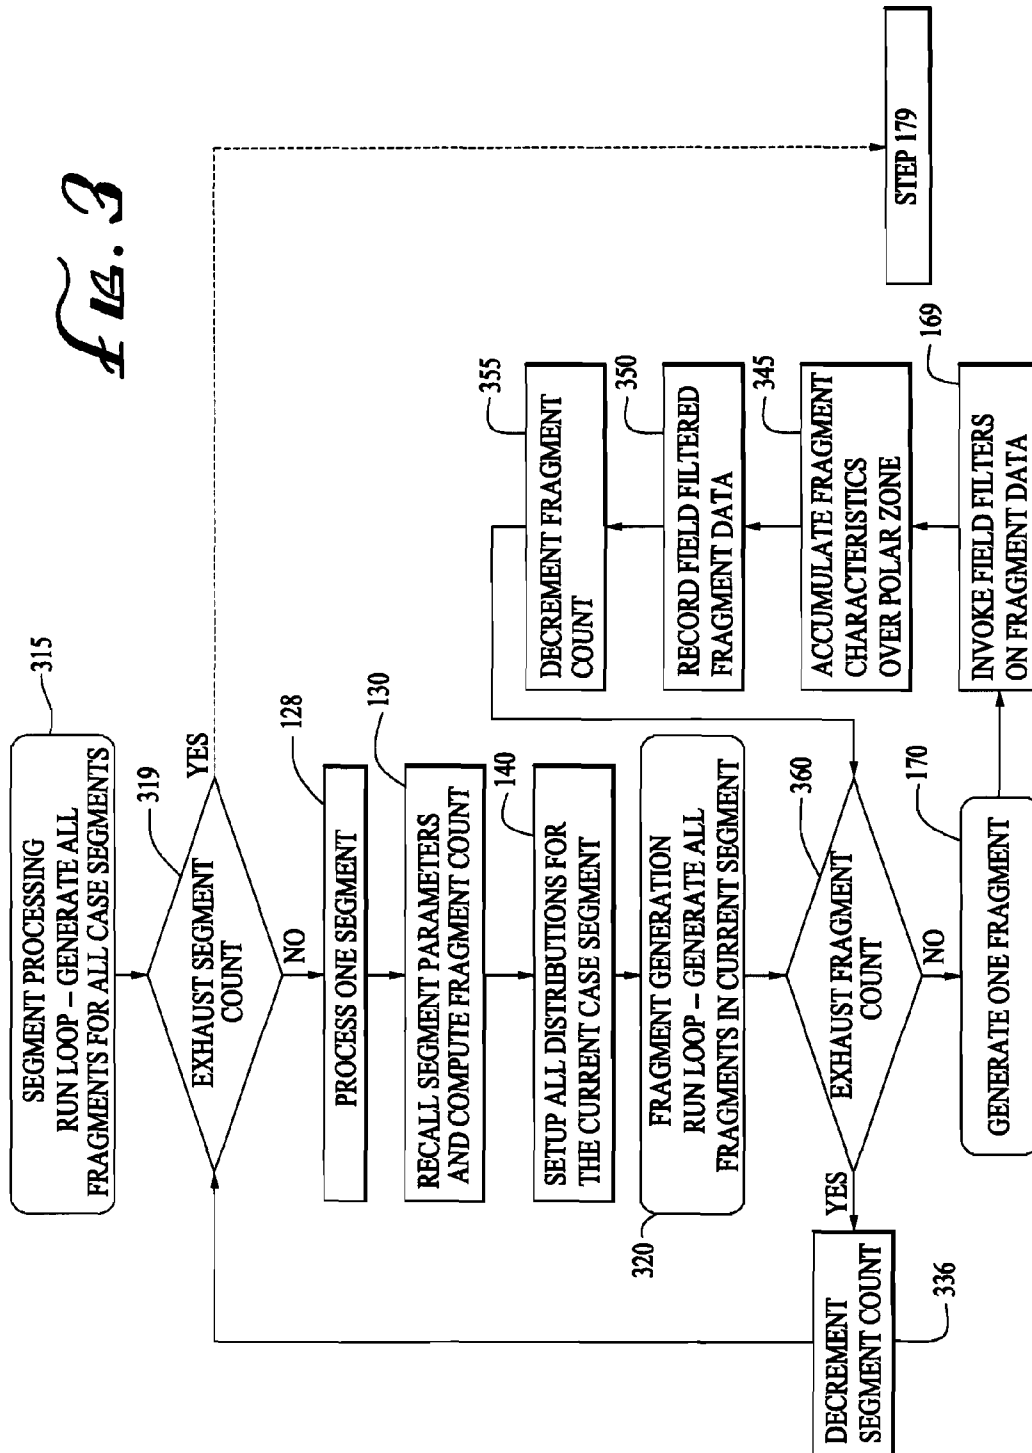 FIG. 3
SEGMENT PROCESSING
RUN LOOP – GENERATE ALL
FRAGMENTS FOR ALL CASE SEGMENTS
315
EXHAUST SEGMENT
COUNT
319
YES
NO
PROCESS ONE SEGMENT
128
RECALL SEGMENT PARAMETERS
AND COMPUTE FRAGMENT COUNT
130
SETUP ALL DISTRIBUTIONS FOR
THE CURRENT CASE SEGMENT
140
FRAGMENT GENERATION
RUN LOOP – GENERATE ALL
FRAGMENTS IN CURRENT SEGMENT
320
EXHAUST FRAGMENT
COUNT
360
YES
NO
DECREMENT
SEGMENT COUNT
336
GENERATE ONE FRAGMENT
170
INVOKE FIELD FILTERS
ON FRAGMENT DATA
169
ACCUMULATE FRAGMENT
CHARACTERISTICS
OVER POLAR ZONE
345
RECORD FIELD FILTERED
FRAGMENT DATA
350
DECREMENT FRAGMENT
COUNT
355
STEP 179